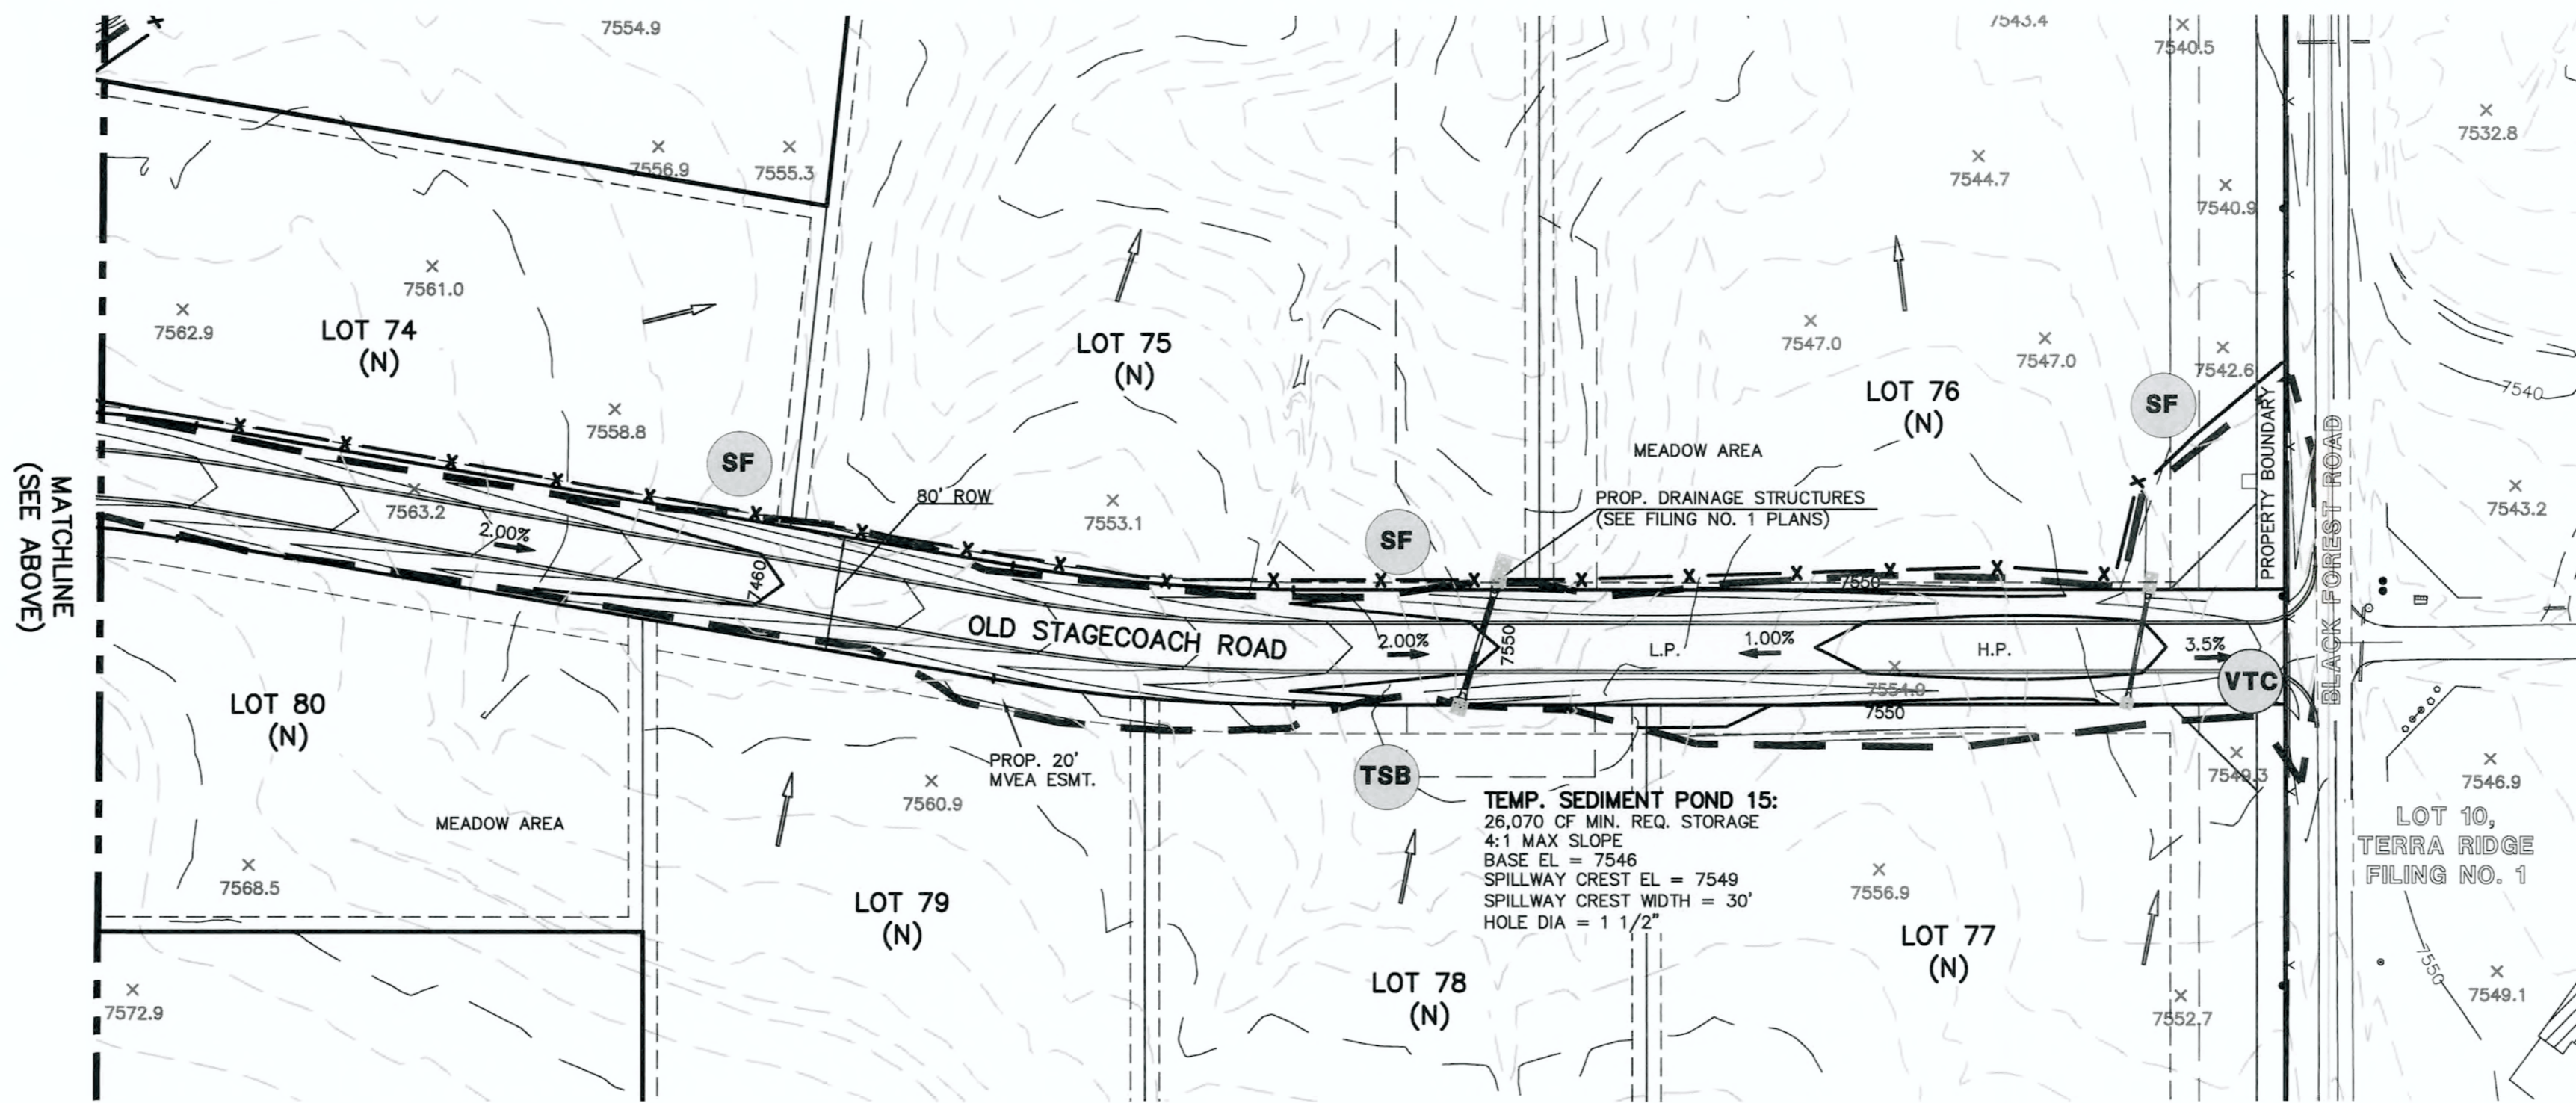 7554.9
7543.4
7540.5
7532.8
7556.9
7555.3
7544.7
7540.9
7561.0
7562.9
LOT 74
(N)
LOT 75
(N)
7547.0
7547.0
7542.6
7540
7558.8
LOT 76
(N)
SF
SF
PROPERTY BOUNDARY
BLACK FOREST ROAD
MEADOW AREA
7563.2
2.00%
80' ROW
7553.1
PROP. DRAINAGE STRUCTURES
(SEE FILING NO. 1 PLANS)
7543.2
SF
MATCHLINE
(SEE ABOVE)
7460
7550
OLD STAGECOACH ROAD
2.00%
7550
L.P.
1.00%
H.P.
3.5%
VTC
7554.9
7550
LOT 80
(N)
PROP. 20'
MVEA ESMT.
TSB
7549.3
7546.9
7560.9
MEADOW AREA
TEMP. SEDIMENT POND 15:
26,070 CF MIN. REQ. STORAGE
4:1 MAX SLOPE
BASE EL = 7546
SPILLWAY CREST EL = 7549
SPILLWAY CREST WIDTH = 30'
HOLE DIA = 1 1/2"
LOT 10,
TERRA RIDGE
FILING NO. 1
7568.5
7556.9
LOT 79
(N)
LOT 77
(N)
LOT 78
(N)
7550
7549.1
7572.9
7552.7